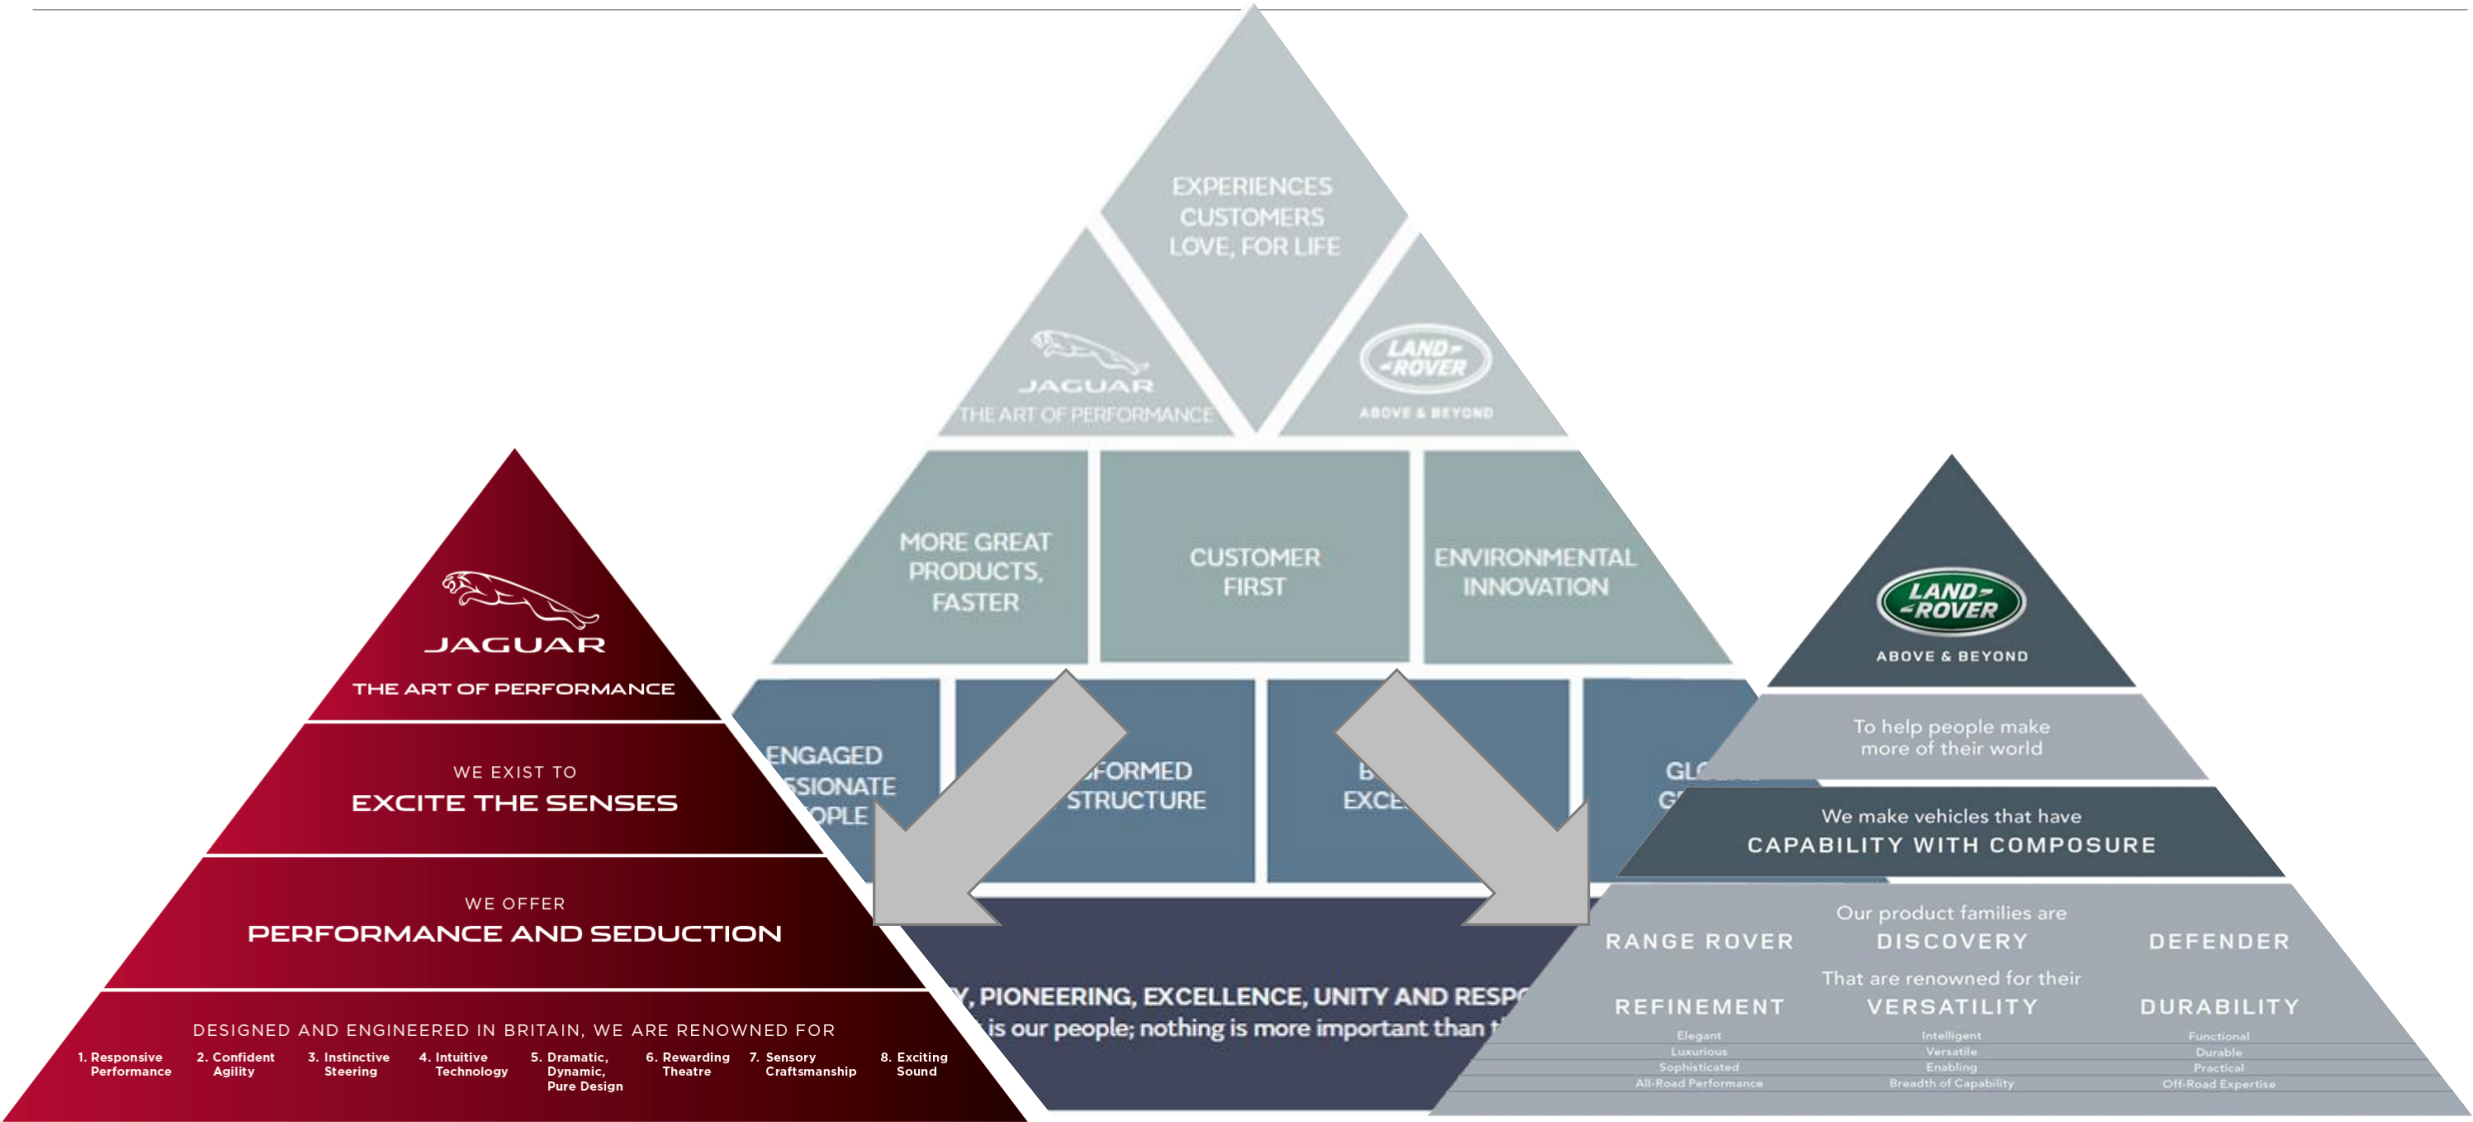 EXPERIENCES
CUSTOMERS
LOVE, FOR LIFE
JAGUAR
THE ART OF PERFORMANCE
LAND-
-ROVER
ABOVE & BEYOND
MORE GREAT
PRODUCTS,
FASTER
CUSTOMER
FIRST
ENVIRONMENTAL
INNOVATION
ENGAGED
SSIONATE
OPLE
SFORMED
STRUCTURE
B
EXCE
GL
G
Y, PIONEERING, EXCELLENCE, UNITY AND RESPO
is our people; nothing is more important than t
JAGUAR
THE ART OF PERFORMANCE
WE EXIST TO
EXCITE THE SENSES
WE OFFER
PERFORMANCE AND SEDUCTION
DESIGNED AND ENGINEERED IN BRITAIN, WE ARE RENOWNED FOR
1. Responsive
Performance
2. Confident
Agility
3. Instinctive
Steering
4. Intuitive
Technology
5. Dramatic,
Dynamic,
Pure Design
6. Rewarding
Theatre
7. Sensory
Craftsmanship
8. Exciting
Sound
LAND-
-ROVER
ABOVE & BEYOND
To help people make
more of their world
We make vehicles that have
CAPABILITY WITH COMPOSURE
Our product families are
RANGE ROVER DISCOVERY DEFENDER
That are renowned for their
REFINEMENT VERSATILITY DURABILITY
Elegant Intelligent Functional
Luxurious Versatile Durable
Sophisticated Enabling Practical
All-Road Performance Breadth of Capability Off-Road Expertise